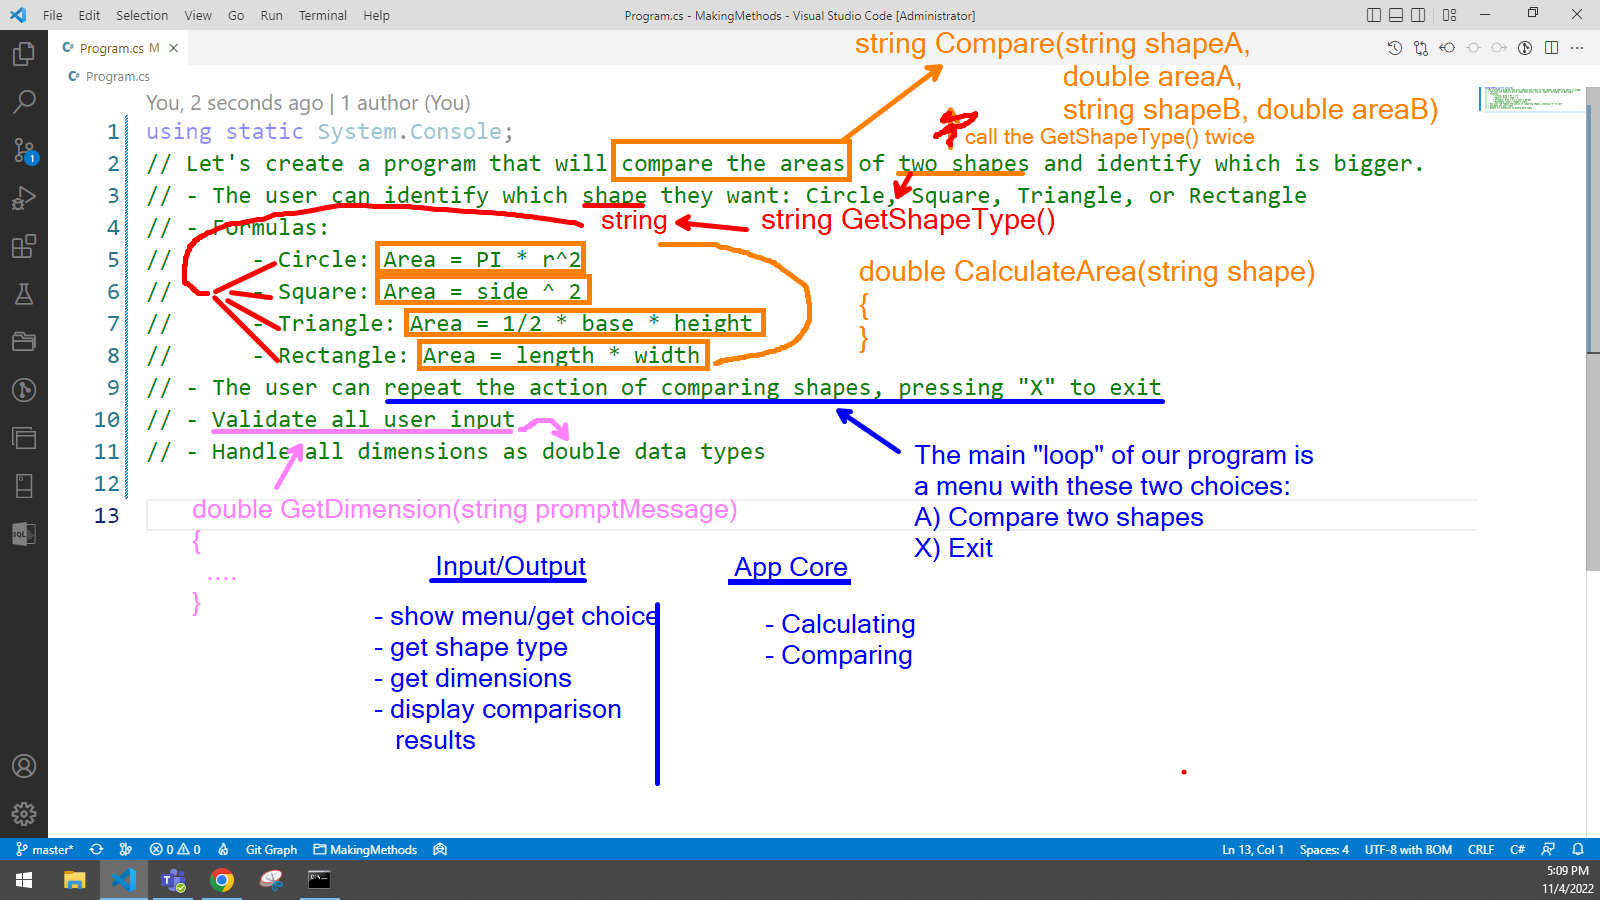 File Edit Selection View Go Run Terminal Help
Program.cs - MakingMethods - Visual Studio Code [Administrator]
Program.cs M
Program.cs
string Compare(string shapeA,
double areaA,
string shapeB, double areaB)
You, 2 seconds ago | 1 author (You)
call the GetShapeType() twice
1 using static System.Console;
2 // Let's create a program that will compare the areas of two shapes and identify which is bigger.
3 // - The user can identify which shape they want: Circle, Square, Triangle, or Rectangle
string
string GetShapeType()
4 // - Formulas:
5 // - Circle: Area = PI * r^2
double CalculateArea(string shape)
{
}
6 // - Square: Area = side ^ 2
7 // - Triangle: Area = 1/2 * base * height
8 // - Rectangle: Area = length * width
9 // - The user can repeat the action of comparing shapes, pressing "X" to exit
10 // - Validate all user input
11 // - Handle all dimensions as double data types
12
13
The main "loop" of our program is
a menu with these two choices:
A) Compare two shapes
X) Exit
double GetDimension(string promptMessage)
{
....
}
Input/Output
- show menu/get choice
- get shape type
- get dimensions
- display comparison
results
App Core
- Calculating
- Comparing
1
SQL
master* 0 0 Git Graph MakingMethods
Ln 13, Col 1 Spaces: 4 UTF-8 with BOM CRLF C#
5:09 PM
11/4/2022